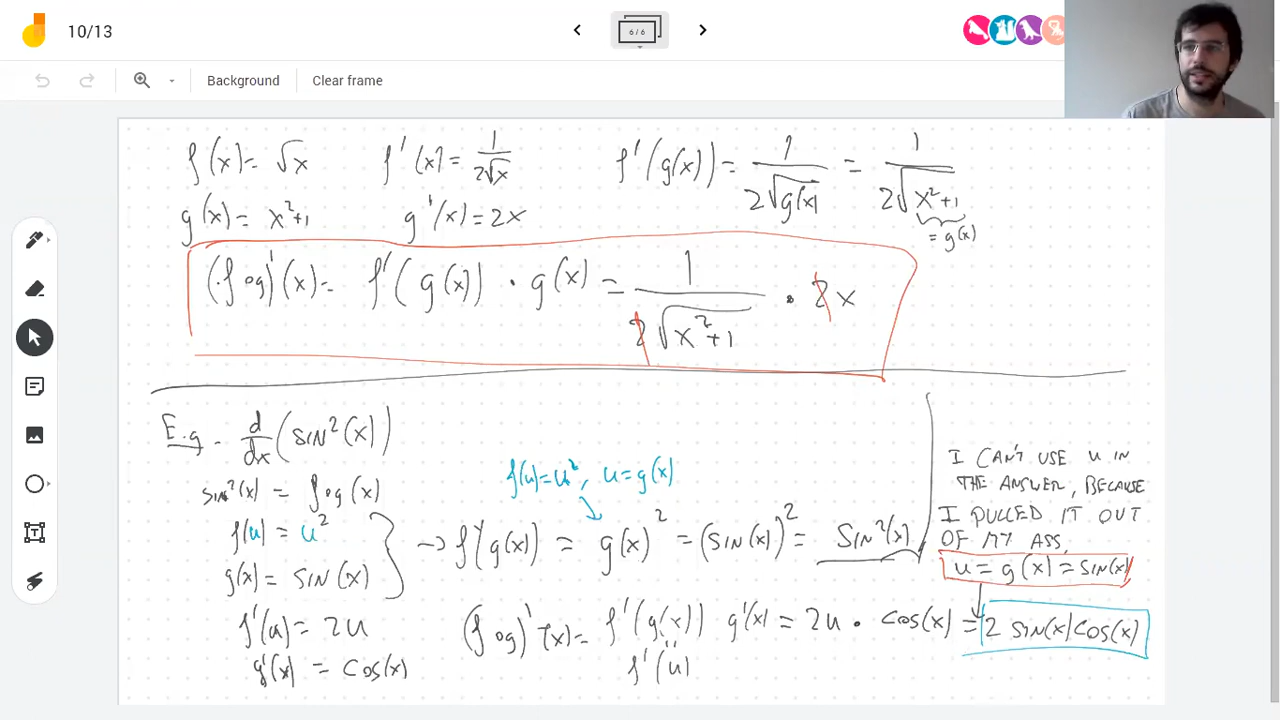 10/13
6/6
Background
Clear frame
f(x) = √x f'(x) = 1/2√x f'(g(x)) = 1/2√g(x) = 1/2√x²+1
= g(x)
g(x) = x²+1 g'(x) = 2x
(f∘g)'(x) = f'(g(x)) · g(x) = 1/2√x²+1 · 2x
E.g. d/dx (sin²(x))
sin²(x) = f∘g(x)
f(u) = u²
g(x) = sin(x)
f'(u) = 2u
g'(x) = cos(x)
f(u)=u², u=g(x)
→ f(g(x)) = g(x)² = (sin(x))² = sin²(x)
(f∘g)'(x) = f'(g(x)) g'(x) = 2u · cos(x) = 2 sin(x)cos(x)
f'(u)
I CAN'T USE u IN
THE ANSWER, BECAUSE
I PULLED IT OUT
OF MY ASS.
u = g(x) = sin(x)